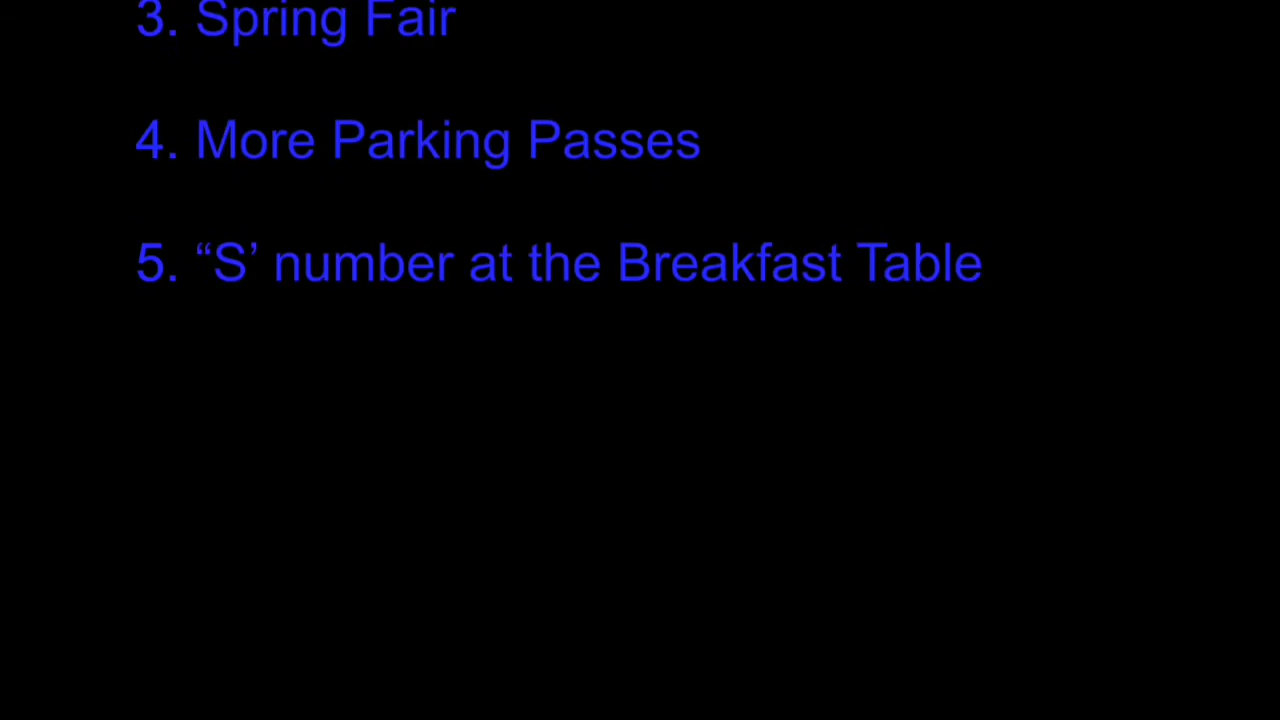 3. Spring Fair
4. More Parking Passes
5. “S’ number at the Breakfast Table